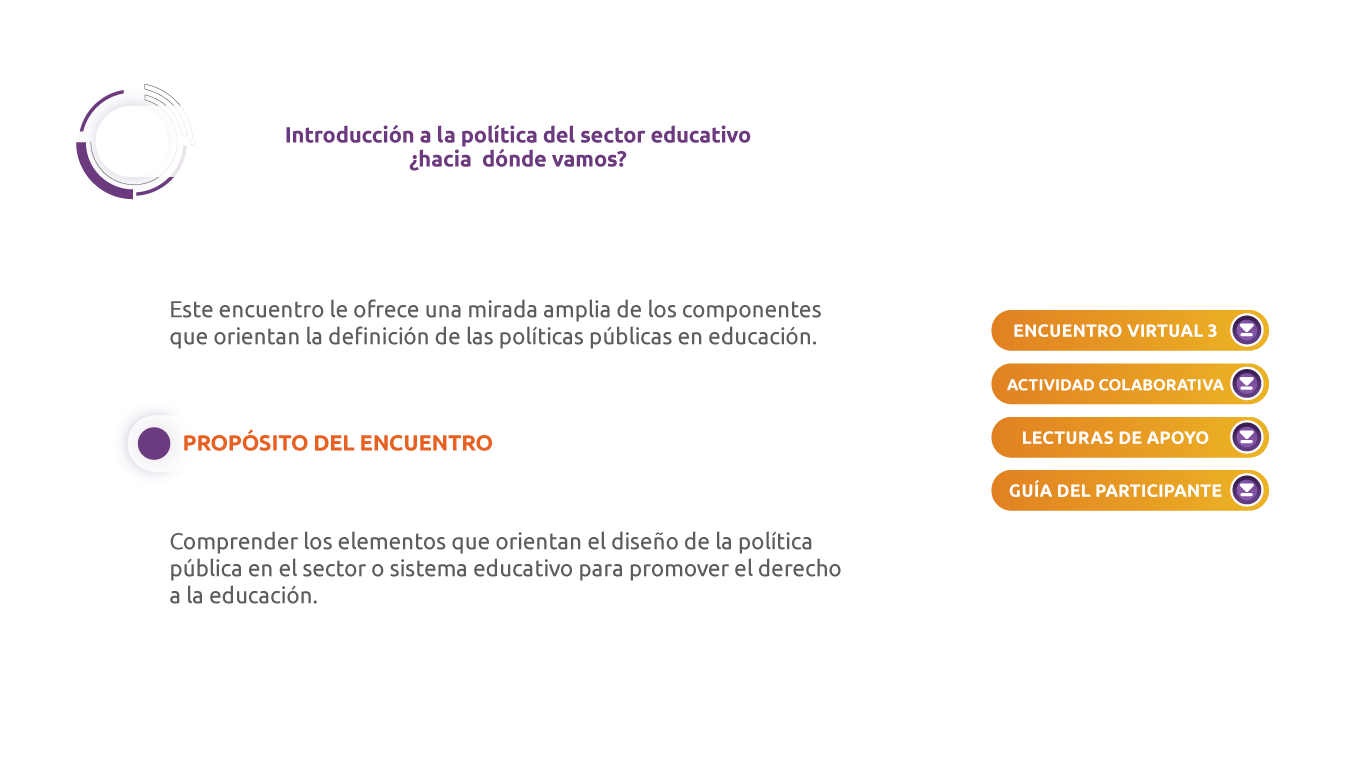 Introducción a la política del sector educativo
¿hacia  dónde vamos?
Este encuentro le ofrece una mirada amplia de los componentes
que orientan la definición de las políticas públicas en educación.
PROPÓSITO DEL ENCUENTRO
Comprender los elementos que orientan el diseño de la política
pública en el sector o sistema educativo para promover el derecho
a la educación.
ENCUENTRO VIRTUAL 3
ACTIVIDAD COLABORATIVA
LECTURAS DE APOYO
GUÍA DEL PARTICIPANTE